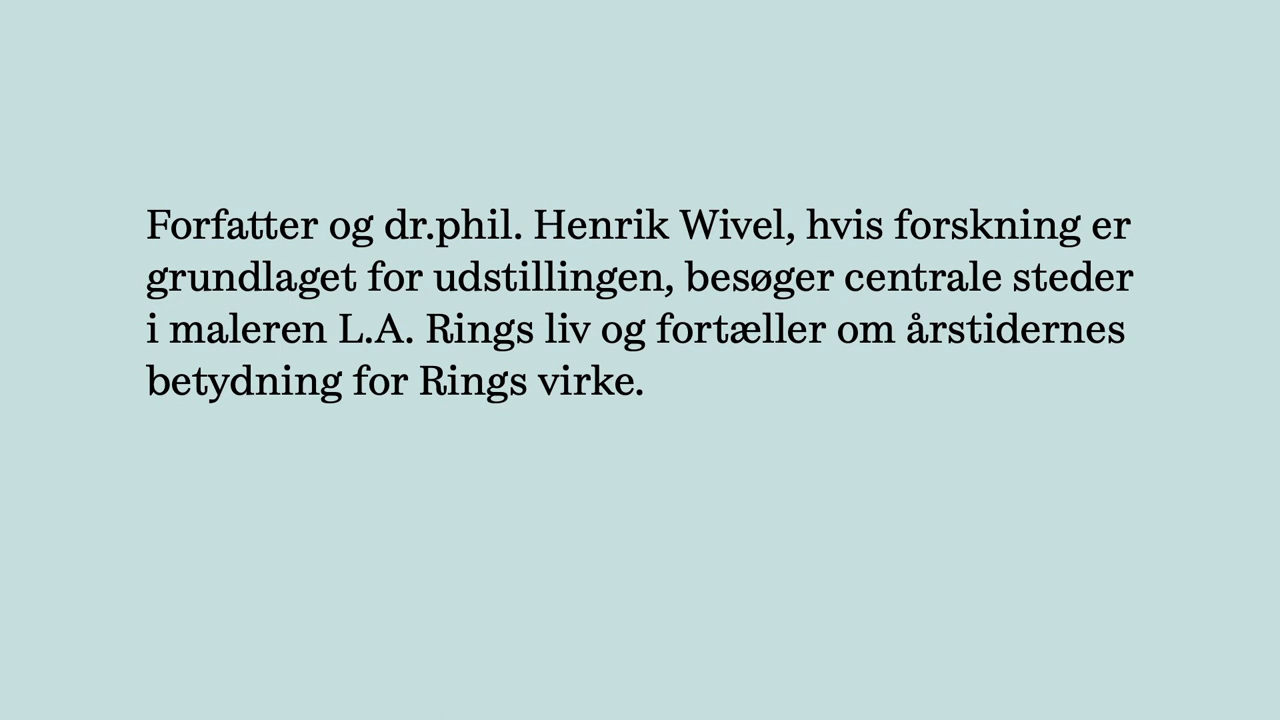 Forfatter og dr.phil. Henrik Wivel, hvis forskning er
grundlaget for udstillingen, besøger centrale steder
i maleren L.A. Rings liv og fortæller om årstidernes
betydning for Rings virke.